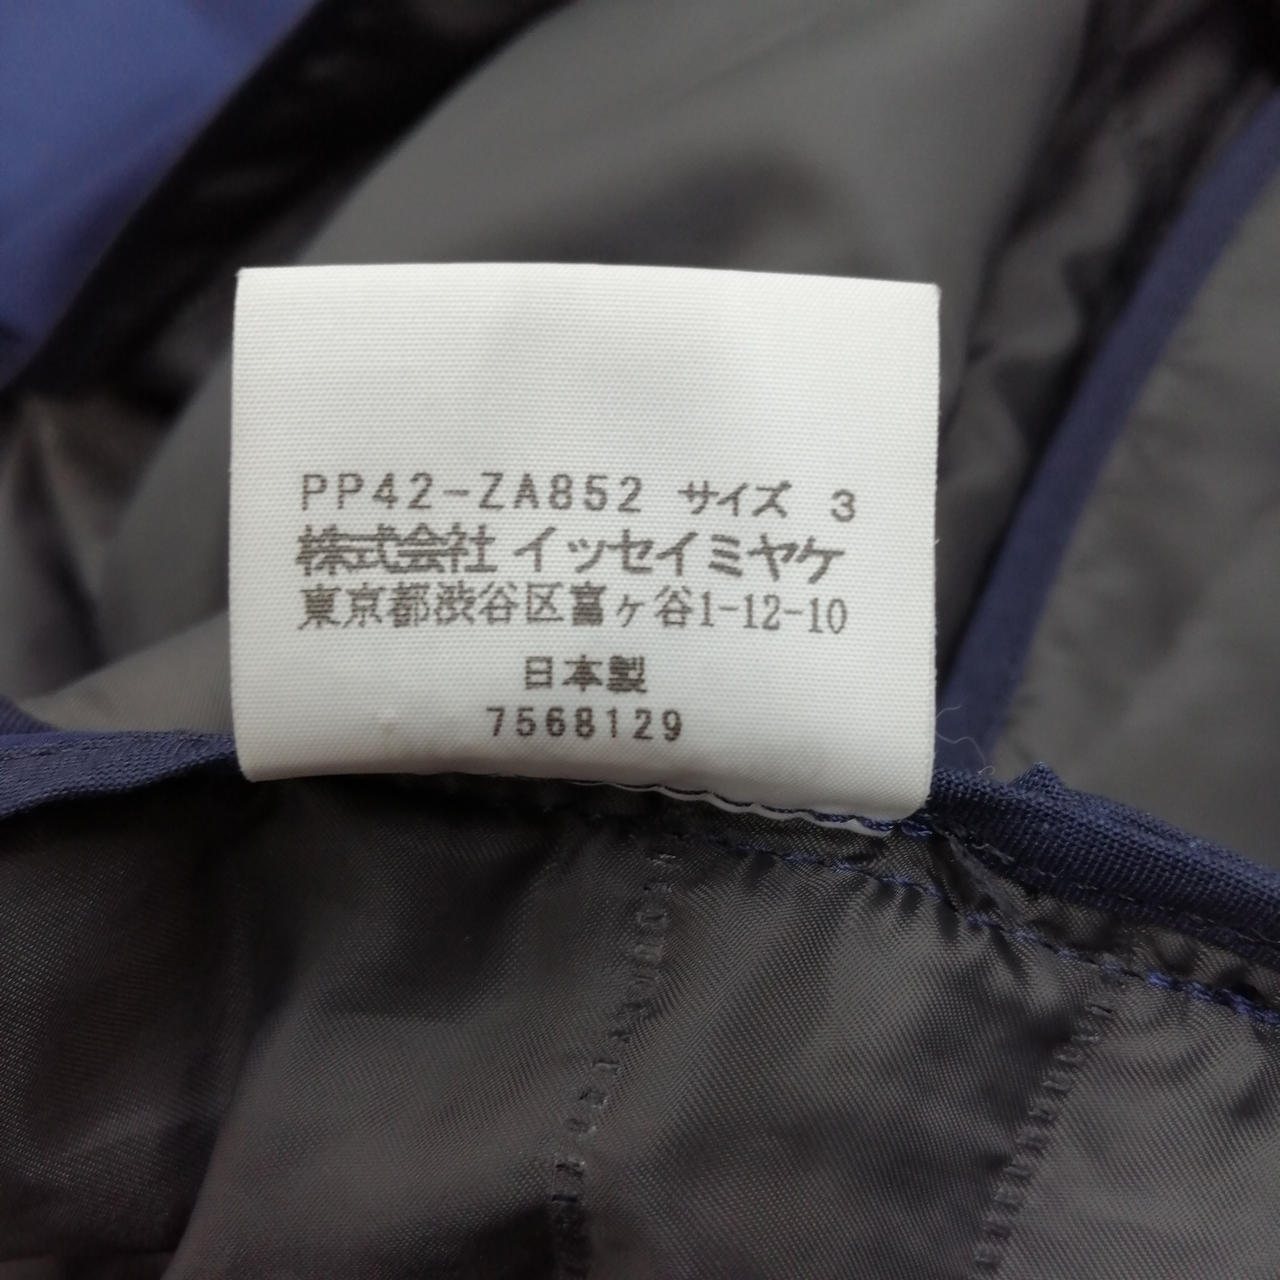 PP42-ZA852 サイズ 3
株式会社 イッセイミヤケ
東京都渋谷区富ヶ谷1-12-10
日本製
7568129